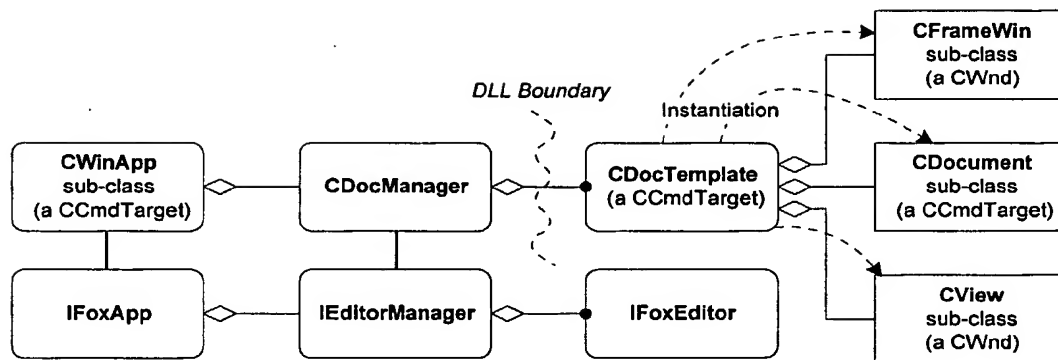 CFrameWin
sub-class
(a CWnd)
DLL Boundary
Instantiation
CWinApp
sub-class
(a CCmdTarget)
CDocManager
CDocTemplate
(a CCmdTarget)
CDocument
sub-class
(a CCmdTarget)
IFoxApp
IEditorManager
IFoxEditor
CView
sub-class
(a CWnd)